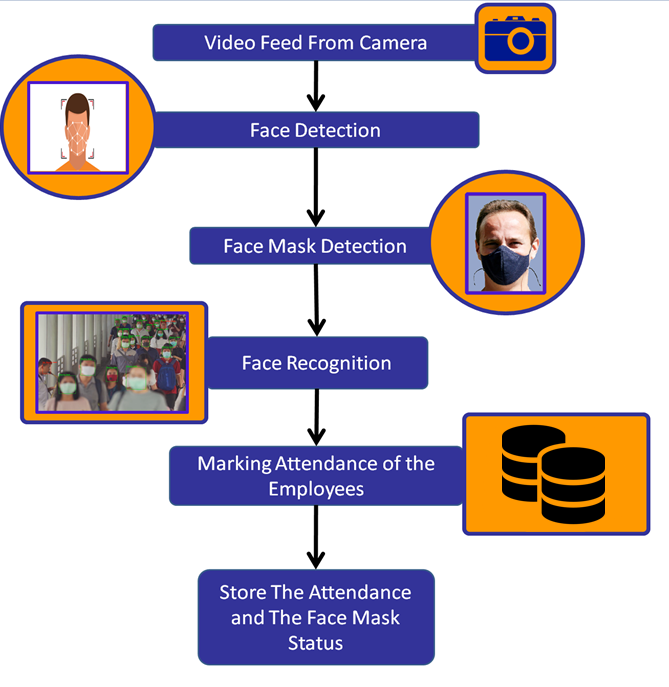 Video Feed From Camera
Face Detection
Face Mask Detection
Face Recognition
Marking Attendance of the
Employees
Store The Attendance
and The Face Mask
Status